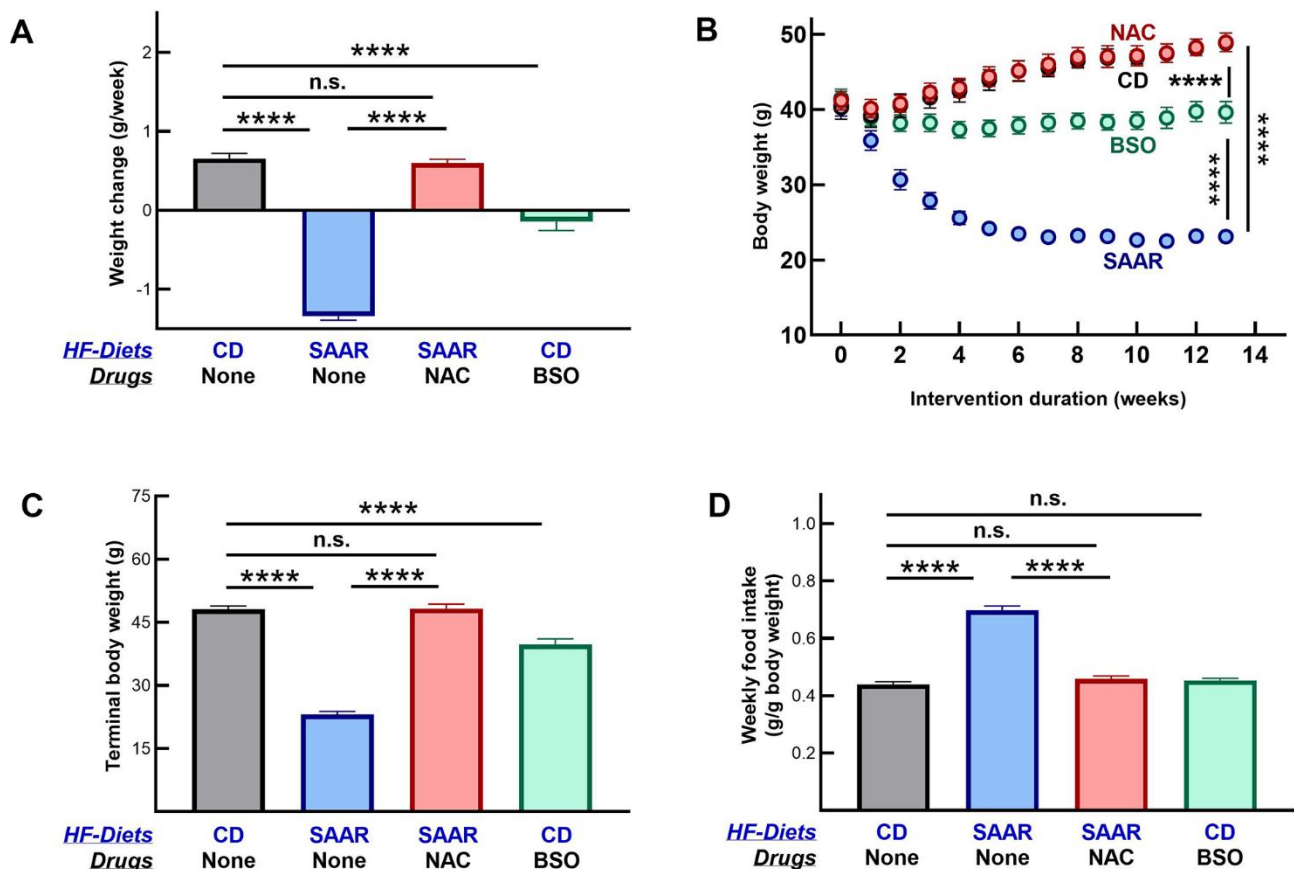 A
Weight change (g/week)
2
1
0
-1
****
n.s.
**** ****
HF-Diets CD SAAR SAAR CD
Drugs None None NAC BSO
B
Body weight (g)
50
40
30
20
10
NAC
CD
BSO
SAAR
****
****
****
0 2 4 6 8 10 12 14
Intervention duration (weeks)
C
Terminal body weight (g)
75
60
45
30
15
****
n.s.
**** ****
HF-Diets CD SAAR SAAR CD
Drugs None None NAC BSO
D
Weekly food intake
(g/g body weight)
1.0
0.8
0.6
0.4
0.2
n.s.
n.s.
**** ****
HF-Diets CD SAAR SAAR CD
Drugs None None NAC BSO